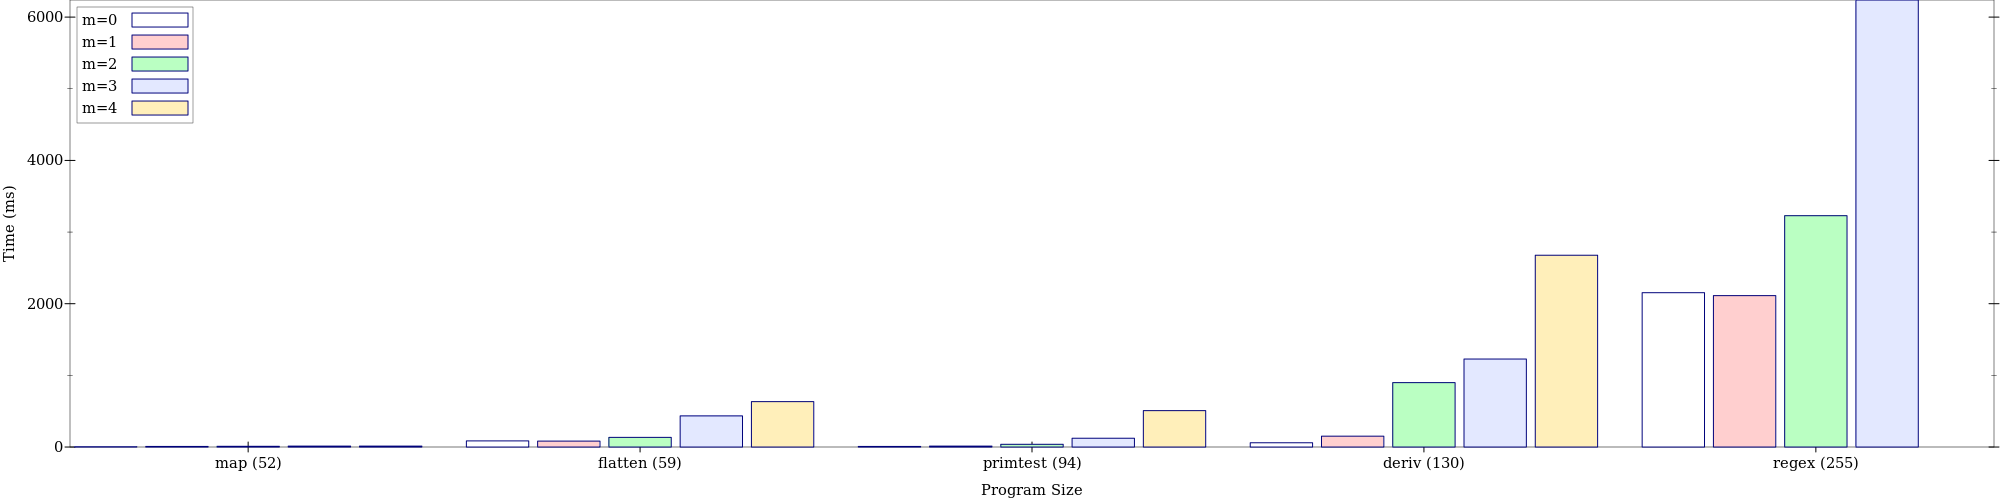 6000
4000
2000
0
Time (ms)
m=0
m=1
m=2
m=3
m=4
map (52) flatten (59) primtest (94) deriv (130) regex (255)
Program Size